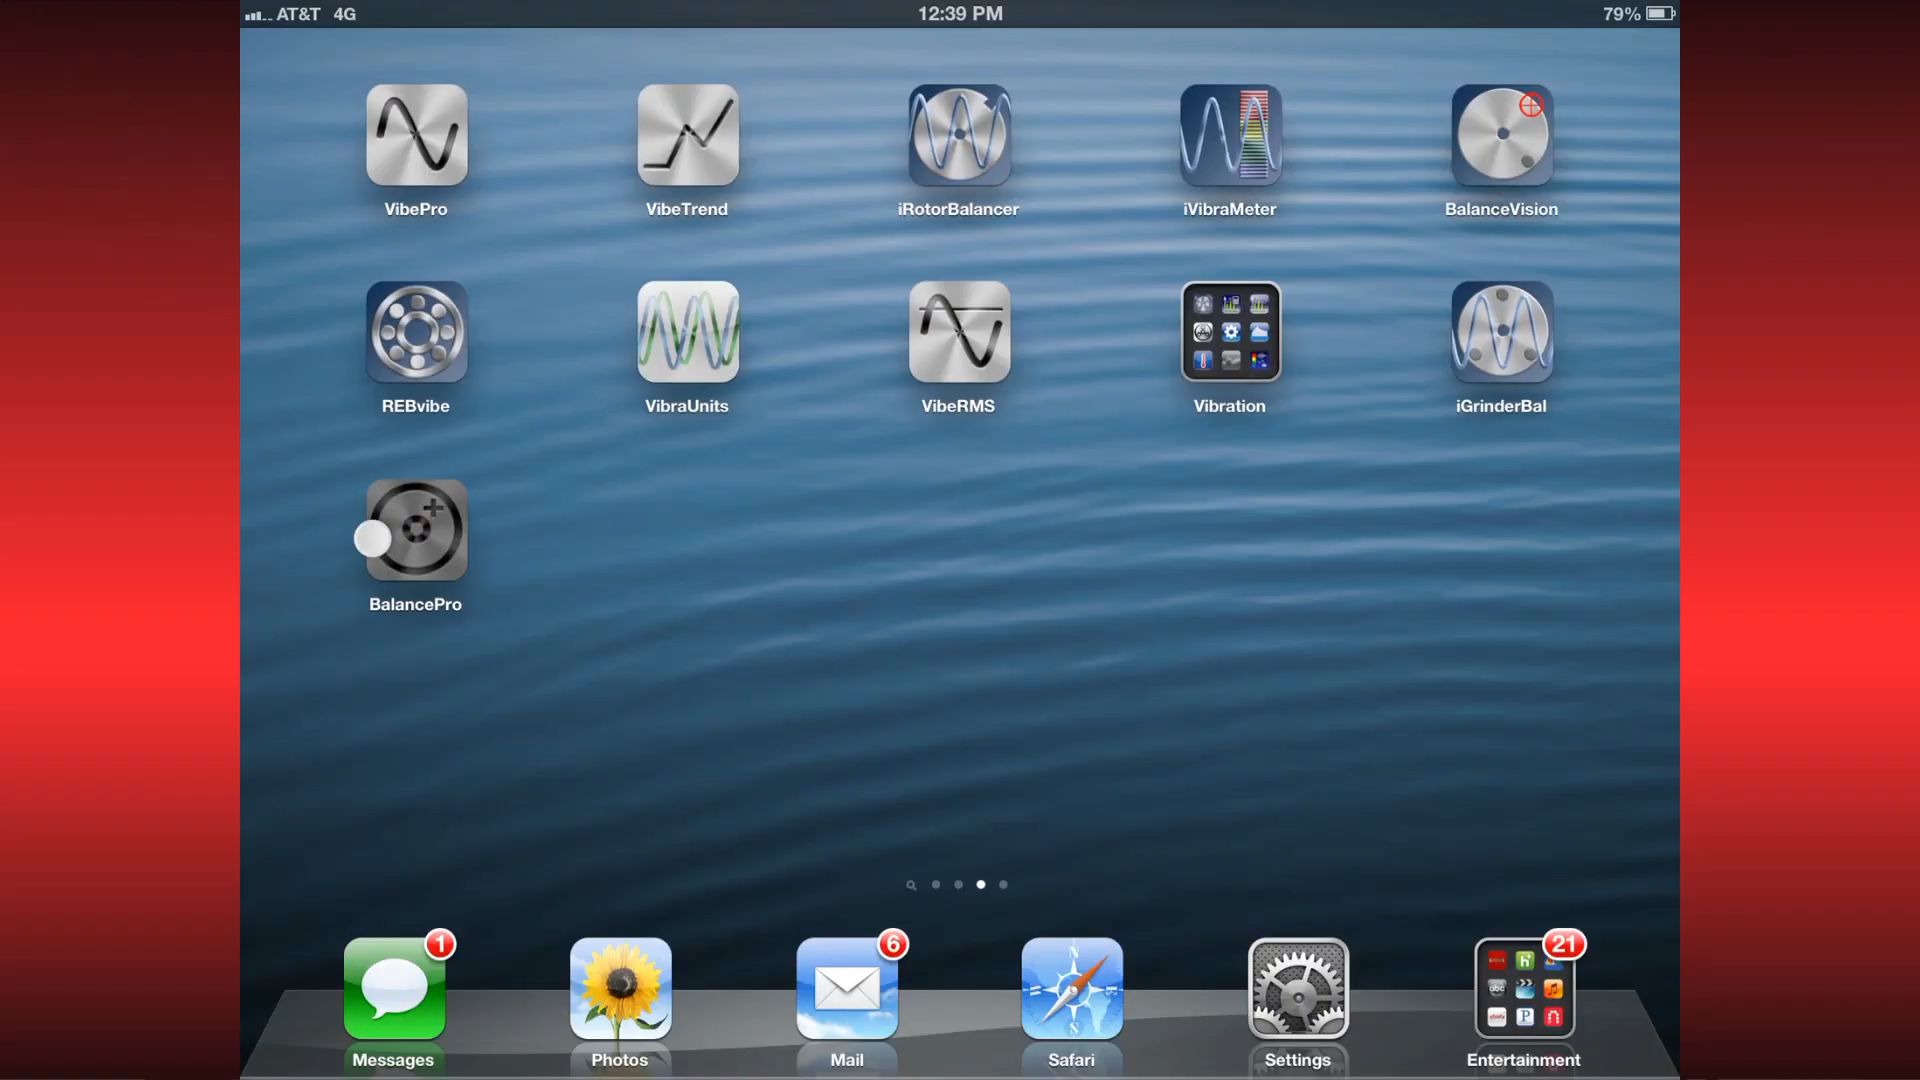 AT&T 4G 12:39 PM 79%
VibePro VibeTrend iRotorBalancer iVibraMeter BalanceVision
REBvibe VibraUnits VibeRMS Vibration iGrinderBal
BalancePro
1 6 21
N
S
abc
Messages Photos Mail Safari Settings Entertainment